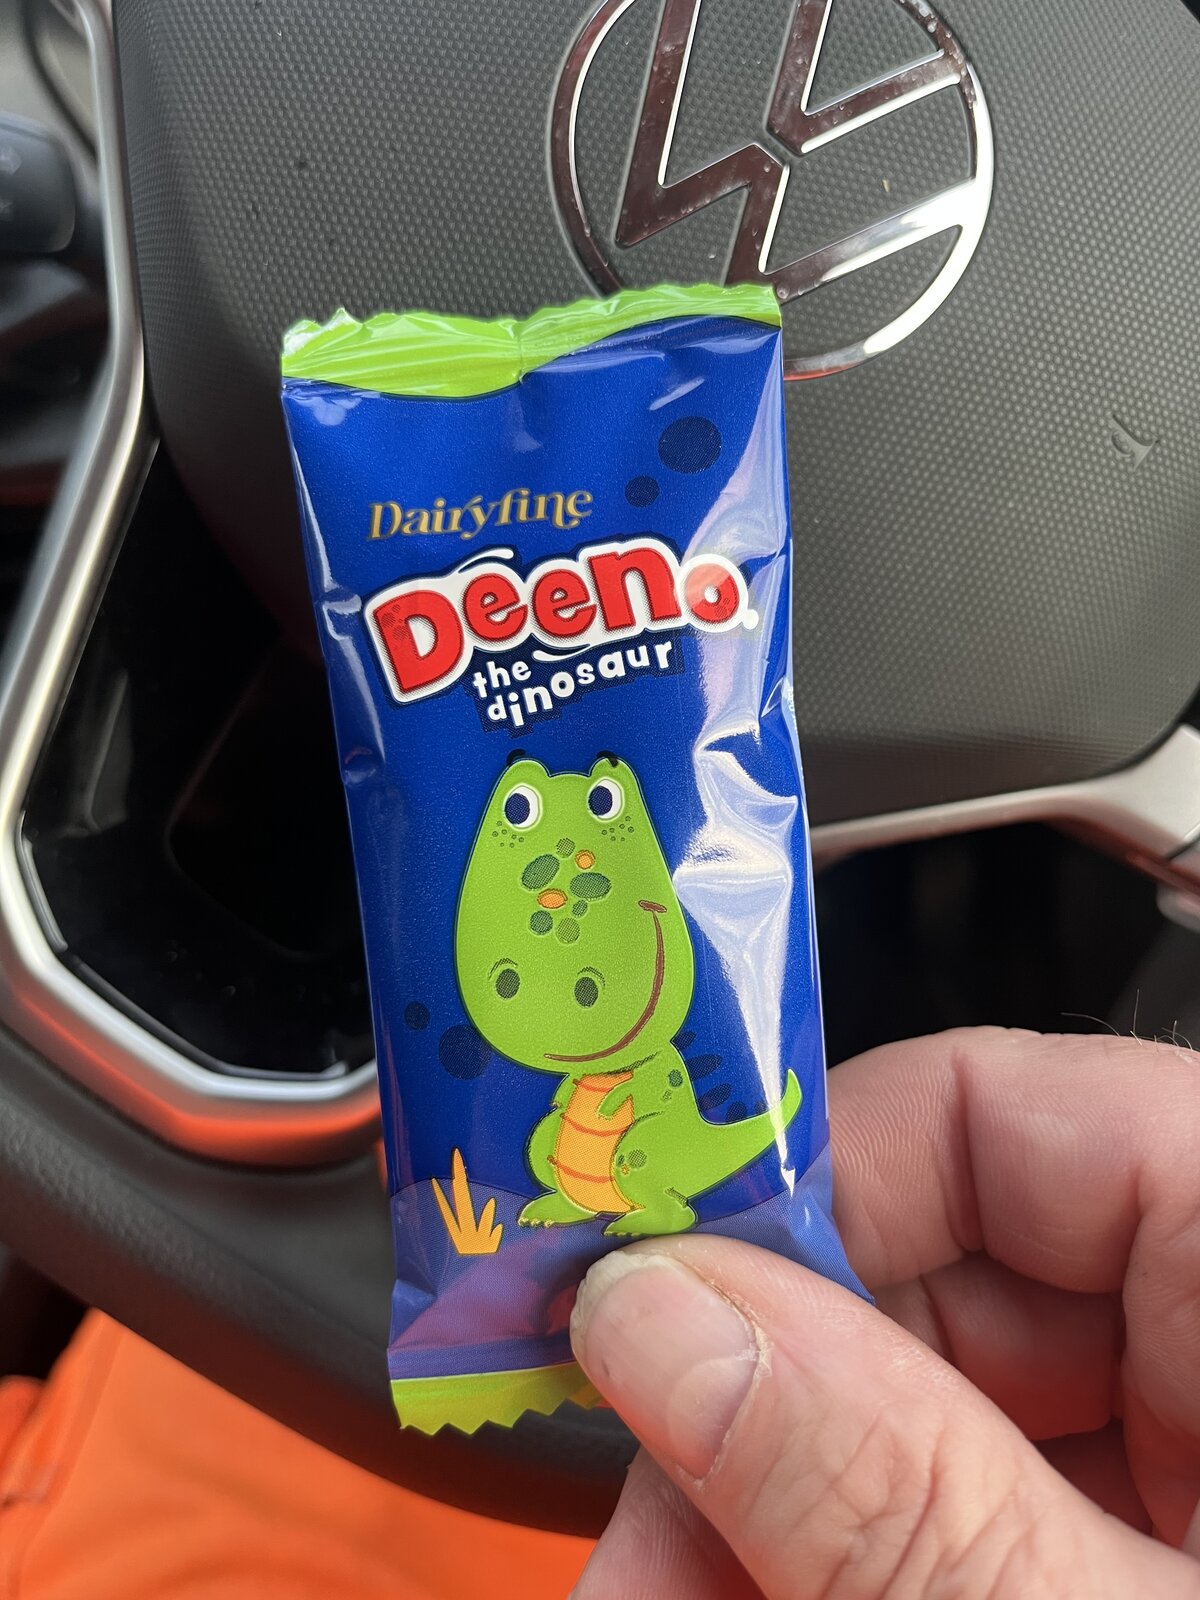 Dairyfine
Deeno
the
dinosaur